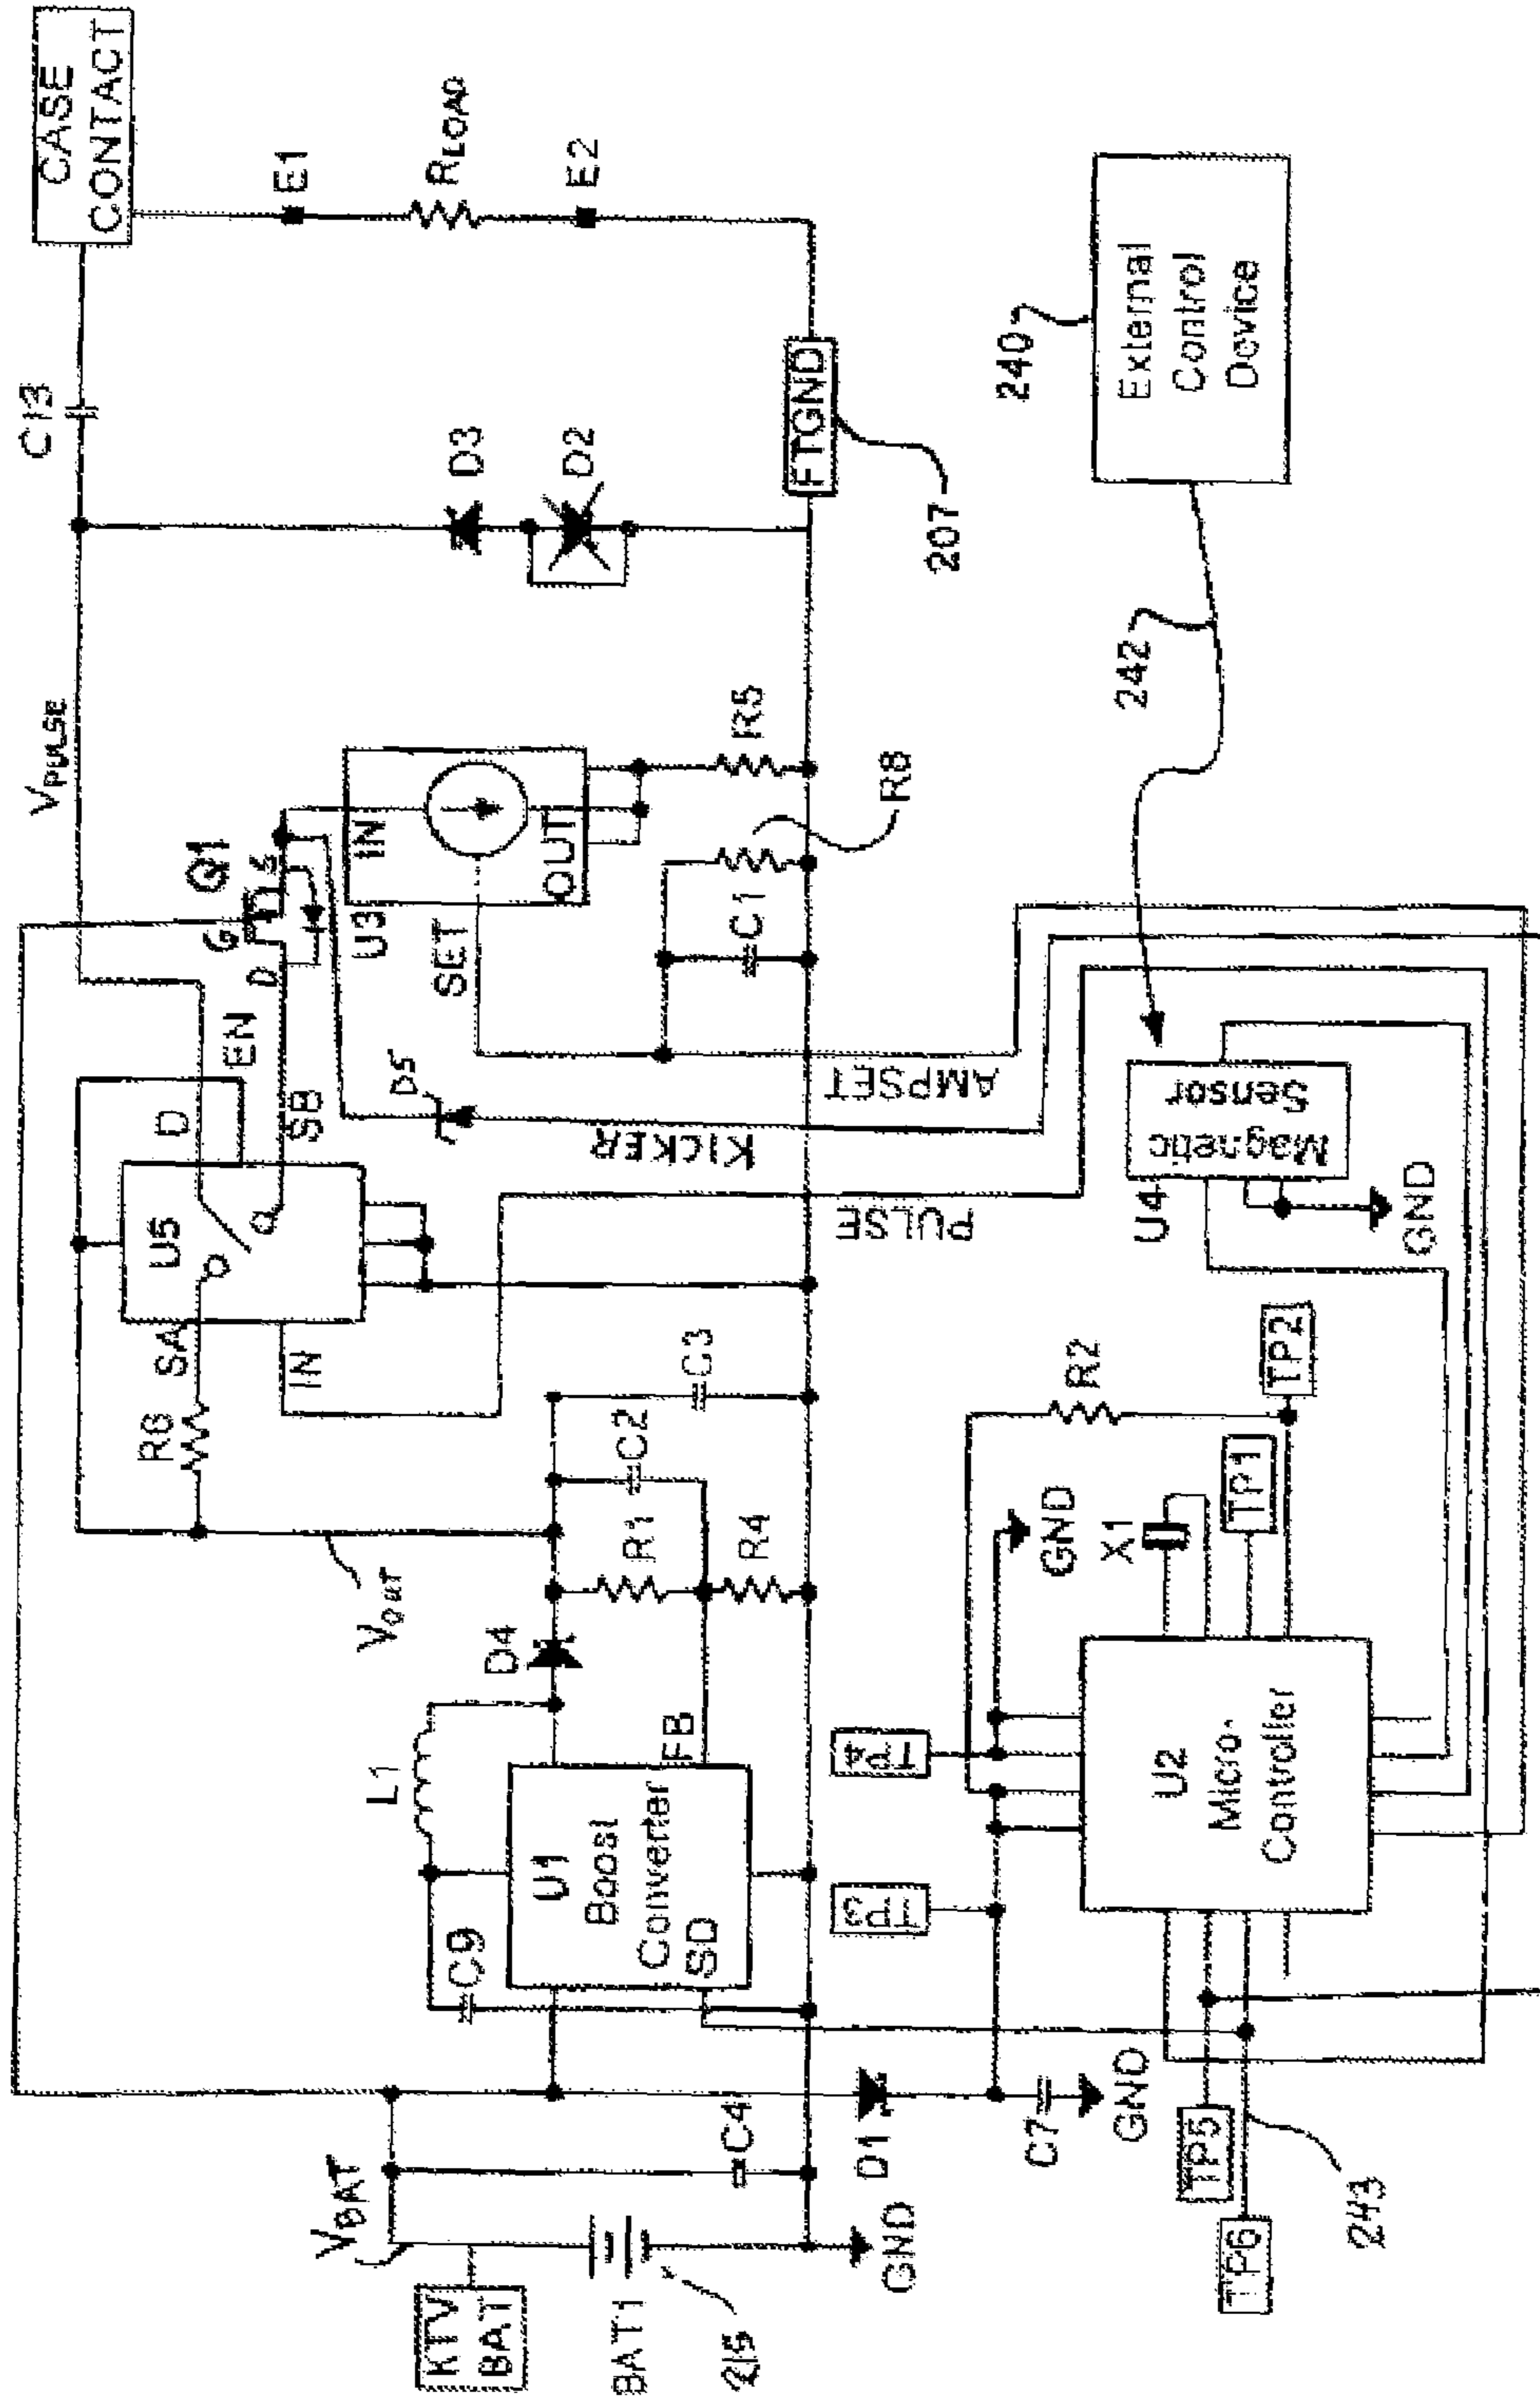 CASE
CONTACT
C13
E1
RLOAD
E2
VPULSE
D3
D2
FTGND
207
240
External
Control
Device
242
Q1
G
S
D
U3
IN
OUT
SET
R5
R8
C1
EN
D
SB
U5
SA
IN
D5
KICKER
AMPSET
PULSE
Magnetic
Sensor
U4
GND
R6
VOUT
C3
C2
R1
R4
D4
L1
C9
U1
Boost
Converter
FB
SD
R2
TP2
TP1
X1
GND
TP4
TP3
U2
Micro-
Controller
VBAT
KTV
BAT
BAT1
215
C4
GND
D1
C7
GND
TP5
TP6
243